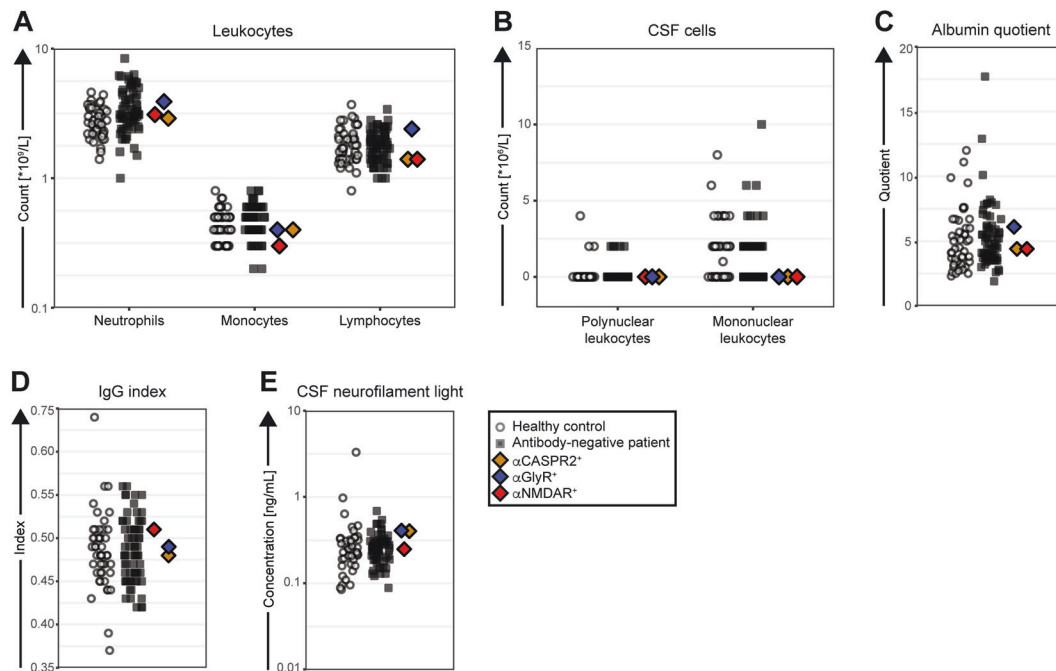 A
Leukocytes
Count [*10⁹/L]
10
1
0.1
Neutrophils
Monocytes
Lymphocytes
B
CSF cells
Count [*10⁶/L]
15
10
5
0
Polynuclear
leukocytes
Mononuclear
leukocytes
C
Albumin quotient
Quotient
20
15
10
5
0
D
IgG index
Index
0.75
0.60
0.55
0.50
0.45
0.40
0.35
E
CSF neurofilament light
Concentration [ng/mL]
10
1
0.1
0.01
Healthy control
Antibody-negative patient
αCASPR2⁺
αGlyR⁺
αNMDAR⁺